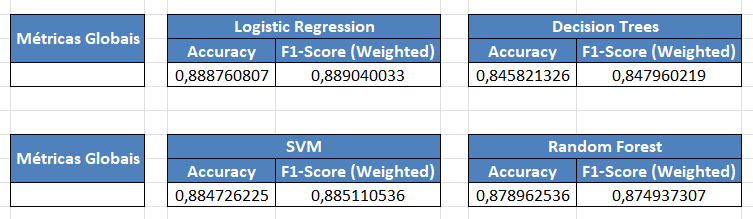 Métricas Globais
Logistic Regression
Decision Trees
Accuracy F1-Score (Weighted)
Accuracy F1-Score (Weighted)
0,888760807 0,889040033
0,845821326 0,847960219
Métricas Globais
SVM
Random Forest
Accuracy F1-Score (Weighted)
Accuracy F1-Score (Weighted)
0,884726225 0,885110536
0,878962536 0,874937307